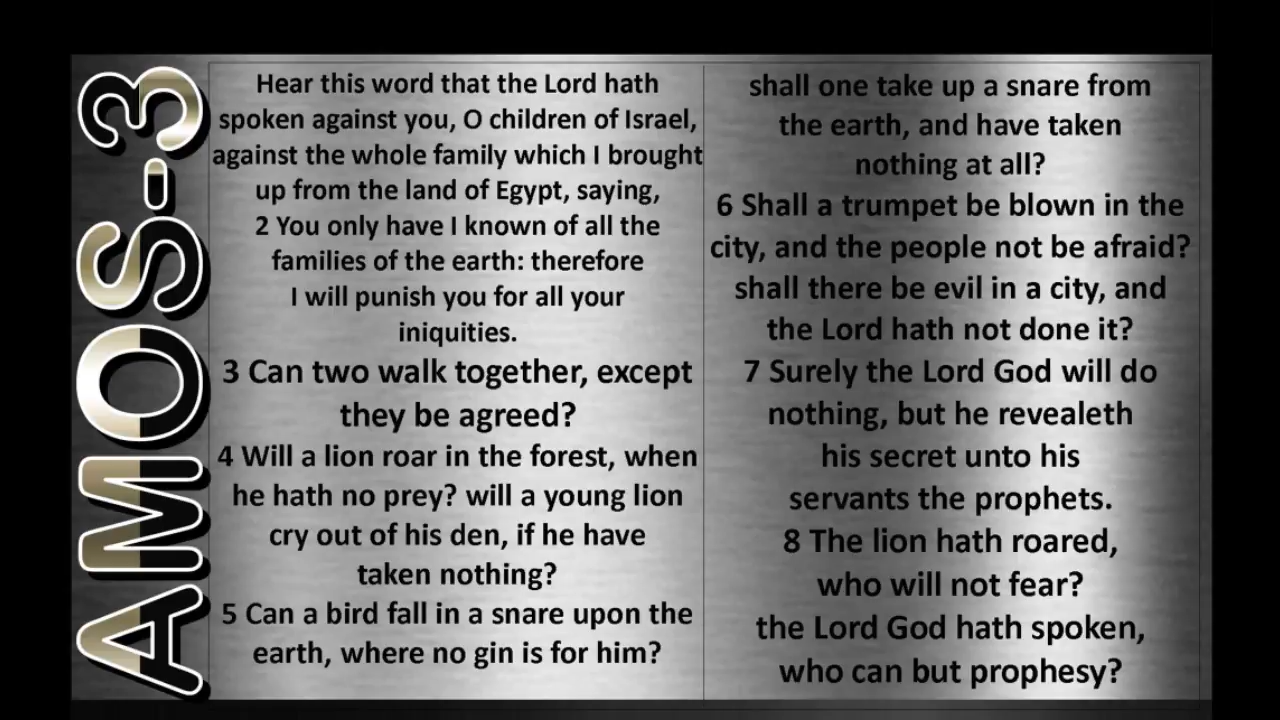 AMOS-3
Hear this word that the Lord hath
spoken against you, O children of Israel,
against the whole family which I brought
up from the land of Egypt, saying,
2 You only have I known of all the
families of the earth: therefore
I will punish you for all your
iniquities.
3 Can two walk together, except
they be agreed?
4 Will a lion roar in the forest, when
he hath no prey? will a young lion
cry out of his den, if he have
taken nothing?
5 Can a bird fall in a snare upon the
earth, where no gin is for him?
shall one take up a snare from
the earth, and have taken
nothing at all?
6 Shall a trumpet be blown in the
city, and the people not be afraid?
shall there be evil in a city, and
the Lord hath not done it?
7 Surely the Lord God will do
nothing, but he revealeth
his secret unto his
servants the prophets.
8 The lion hath roared,
who will not fear?
the Lord God hath spoken,
who can but prophesy?